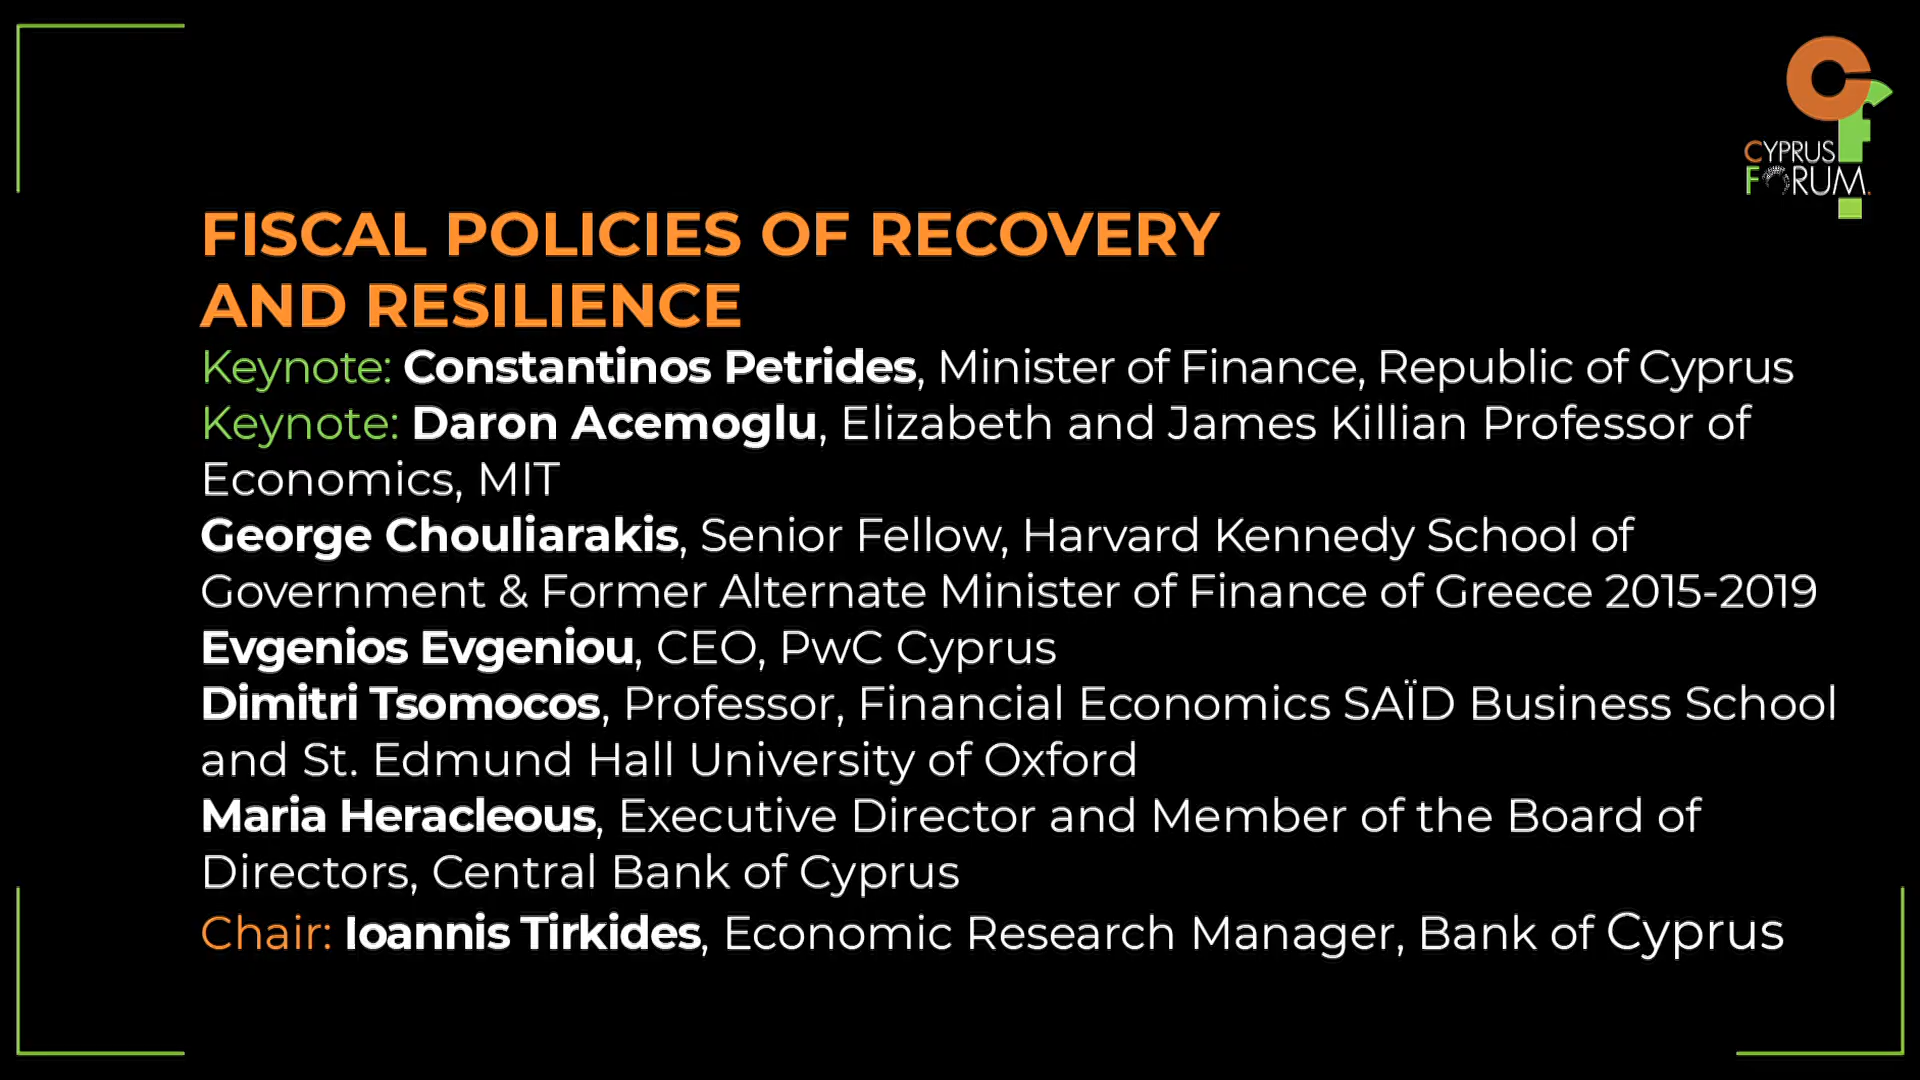 CYPRUS
FORUM.
FISCAL POLICIES OF RECOVERY
AND RESILIENCE
Keynote: Constantinos Petrides, Minister of Finance, Republic of Cyprus
Keynote: Daron Acemoglu, Elizabeth and James Killian Professor of
Economics, MIT
George Chouliarakis, Senior Fellow, Harvard Kennedy School of
Government & Former Alternate Minister of Finance of Greece 2015-2019
Evgenios Evgeniou, CEO, PwC Cyprus
Dimitri Tsomocos, Professor, Financial Economics SAÏD Business School
and St. Edmund Hall University of Oxford
Maria Heracleous, Executive Director and Member of the Board of
Directors, Central Bank of Cyprus
Chair: Ioannis Tirkides, Economic Research Manager, Bank of Cyprus